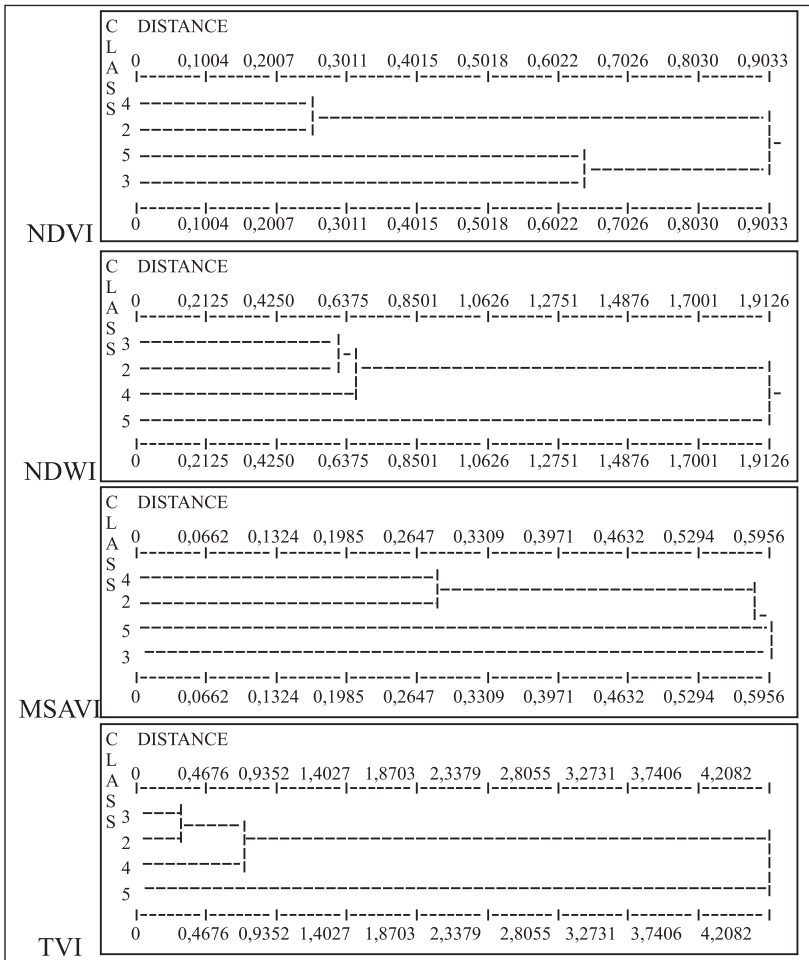 C DISTANCE
L
A
S
S
0 0,1004 0,2007 0,3011 0,4015 0,5018 0,6022 0,7026 0,8030 0,9033
4
2
5
3
0 0,1004 0,2007 0,3011 0,4015 0,5018 0,6022 0,7026 0,8030 0,9033
NDVI
C DISTANCE
L
A
S
S
0 0,2125 0,4250 0,6375 0,8501 1,0626 1,2751 1,4876 1,7001 1,9126
3
2
4
5
0 0,2125 0,4250 0,6375 0,8501 1,0626 1,2751 1,4876 1,7001 1,9126
NDWI
C DISTANCE
L
A
S
S
0 0,0662 0,1324 0,1985 0,2647 0,3309 0,3971 0,4632 0,5294 0,5956
4
2
5
3
0 0,0662 0,1324 0,1985 0,2647 0,3309 0,3971 0,4632 0,5294 0,5956
MSAVI
C DISTANCE
L
A
S
S
0 0,4676 0,9352 1,4027 1,8703 2,3379 2,8055 3,2731 3,7406 4,2082
3
2
4
5
0 0,4676 0,9352 1,4027 1,8703 2,3379 2,8055 3,2731 3,7406 4,2082
TVI